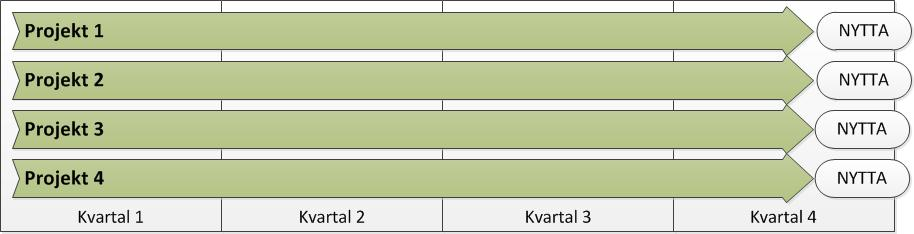 Projekt 1 NYTTA
Projekt 2 NYTTA
Projekt 3 NYTTA
Projekt 4 NYTTA
Kvartal 1 Kvartal 2 Kvartal 3 Kvartal 4